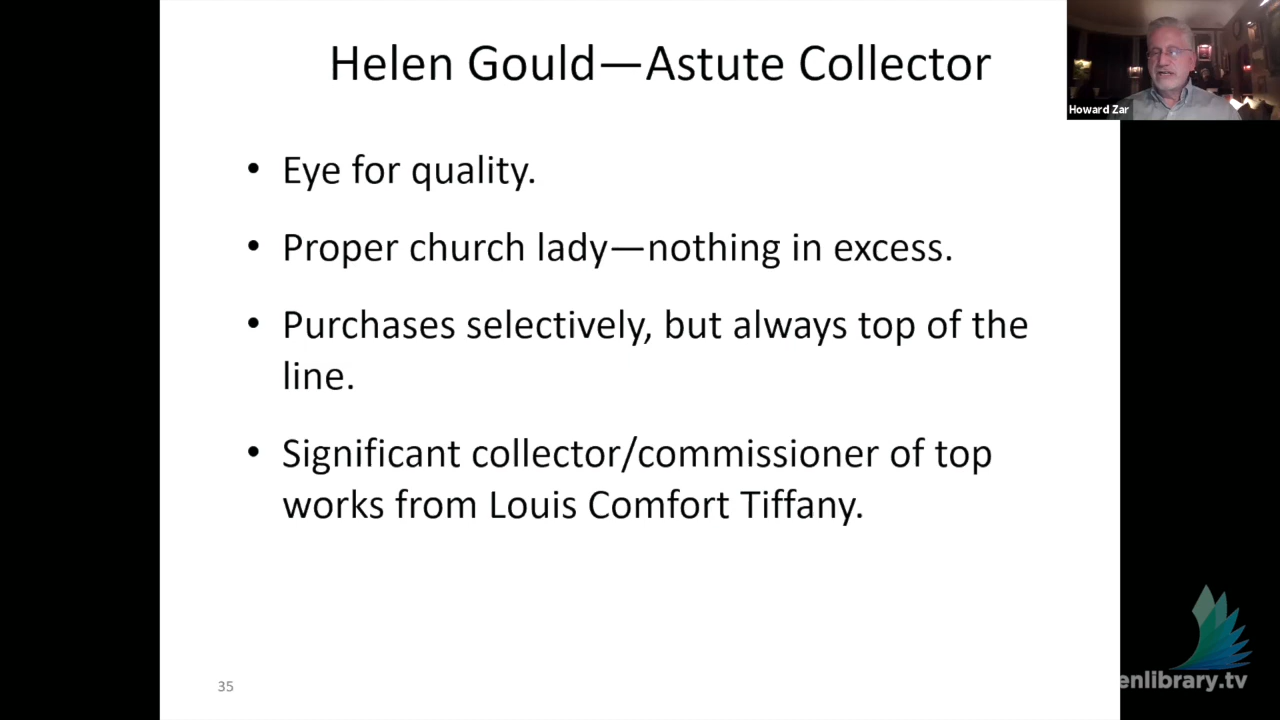 Helen Gould—Astute Collector
Howard Zar
• Eye for quality.
• Proper church lady—nothing in excess.
• Purchases selectively, but always top of the
line.
• Significant collector/commissioner of top
works from Louis Comfort Tiffany.
35
enlibrary.tv